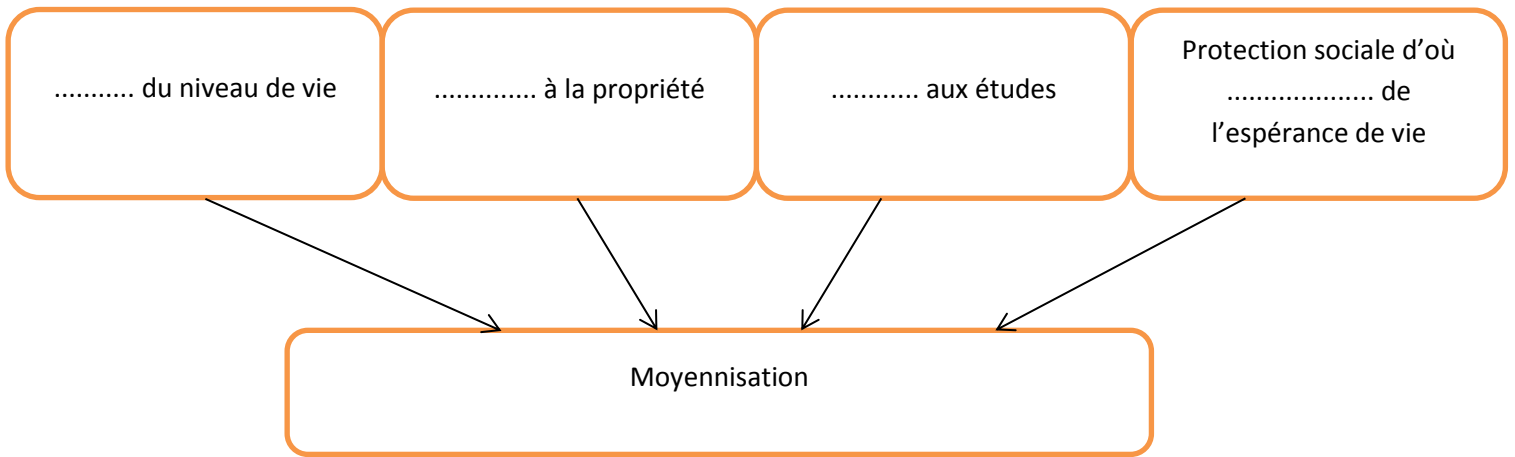 ........... du niveau de vie
.............. à la propriété
............ aux études
Protection sociale d’où
.................... de
l’espérance de vie
Moyennisation